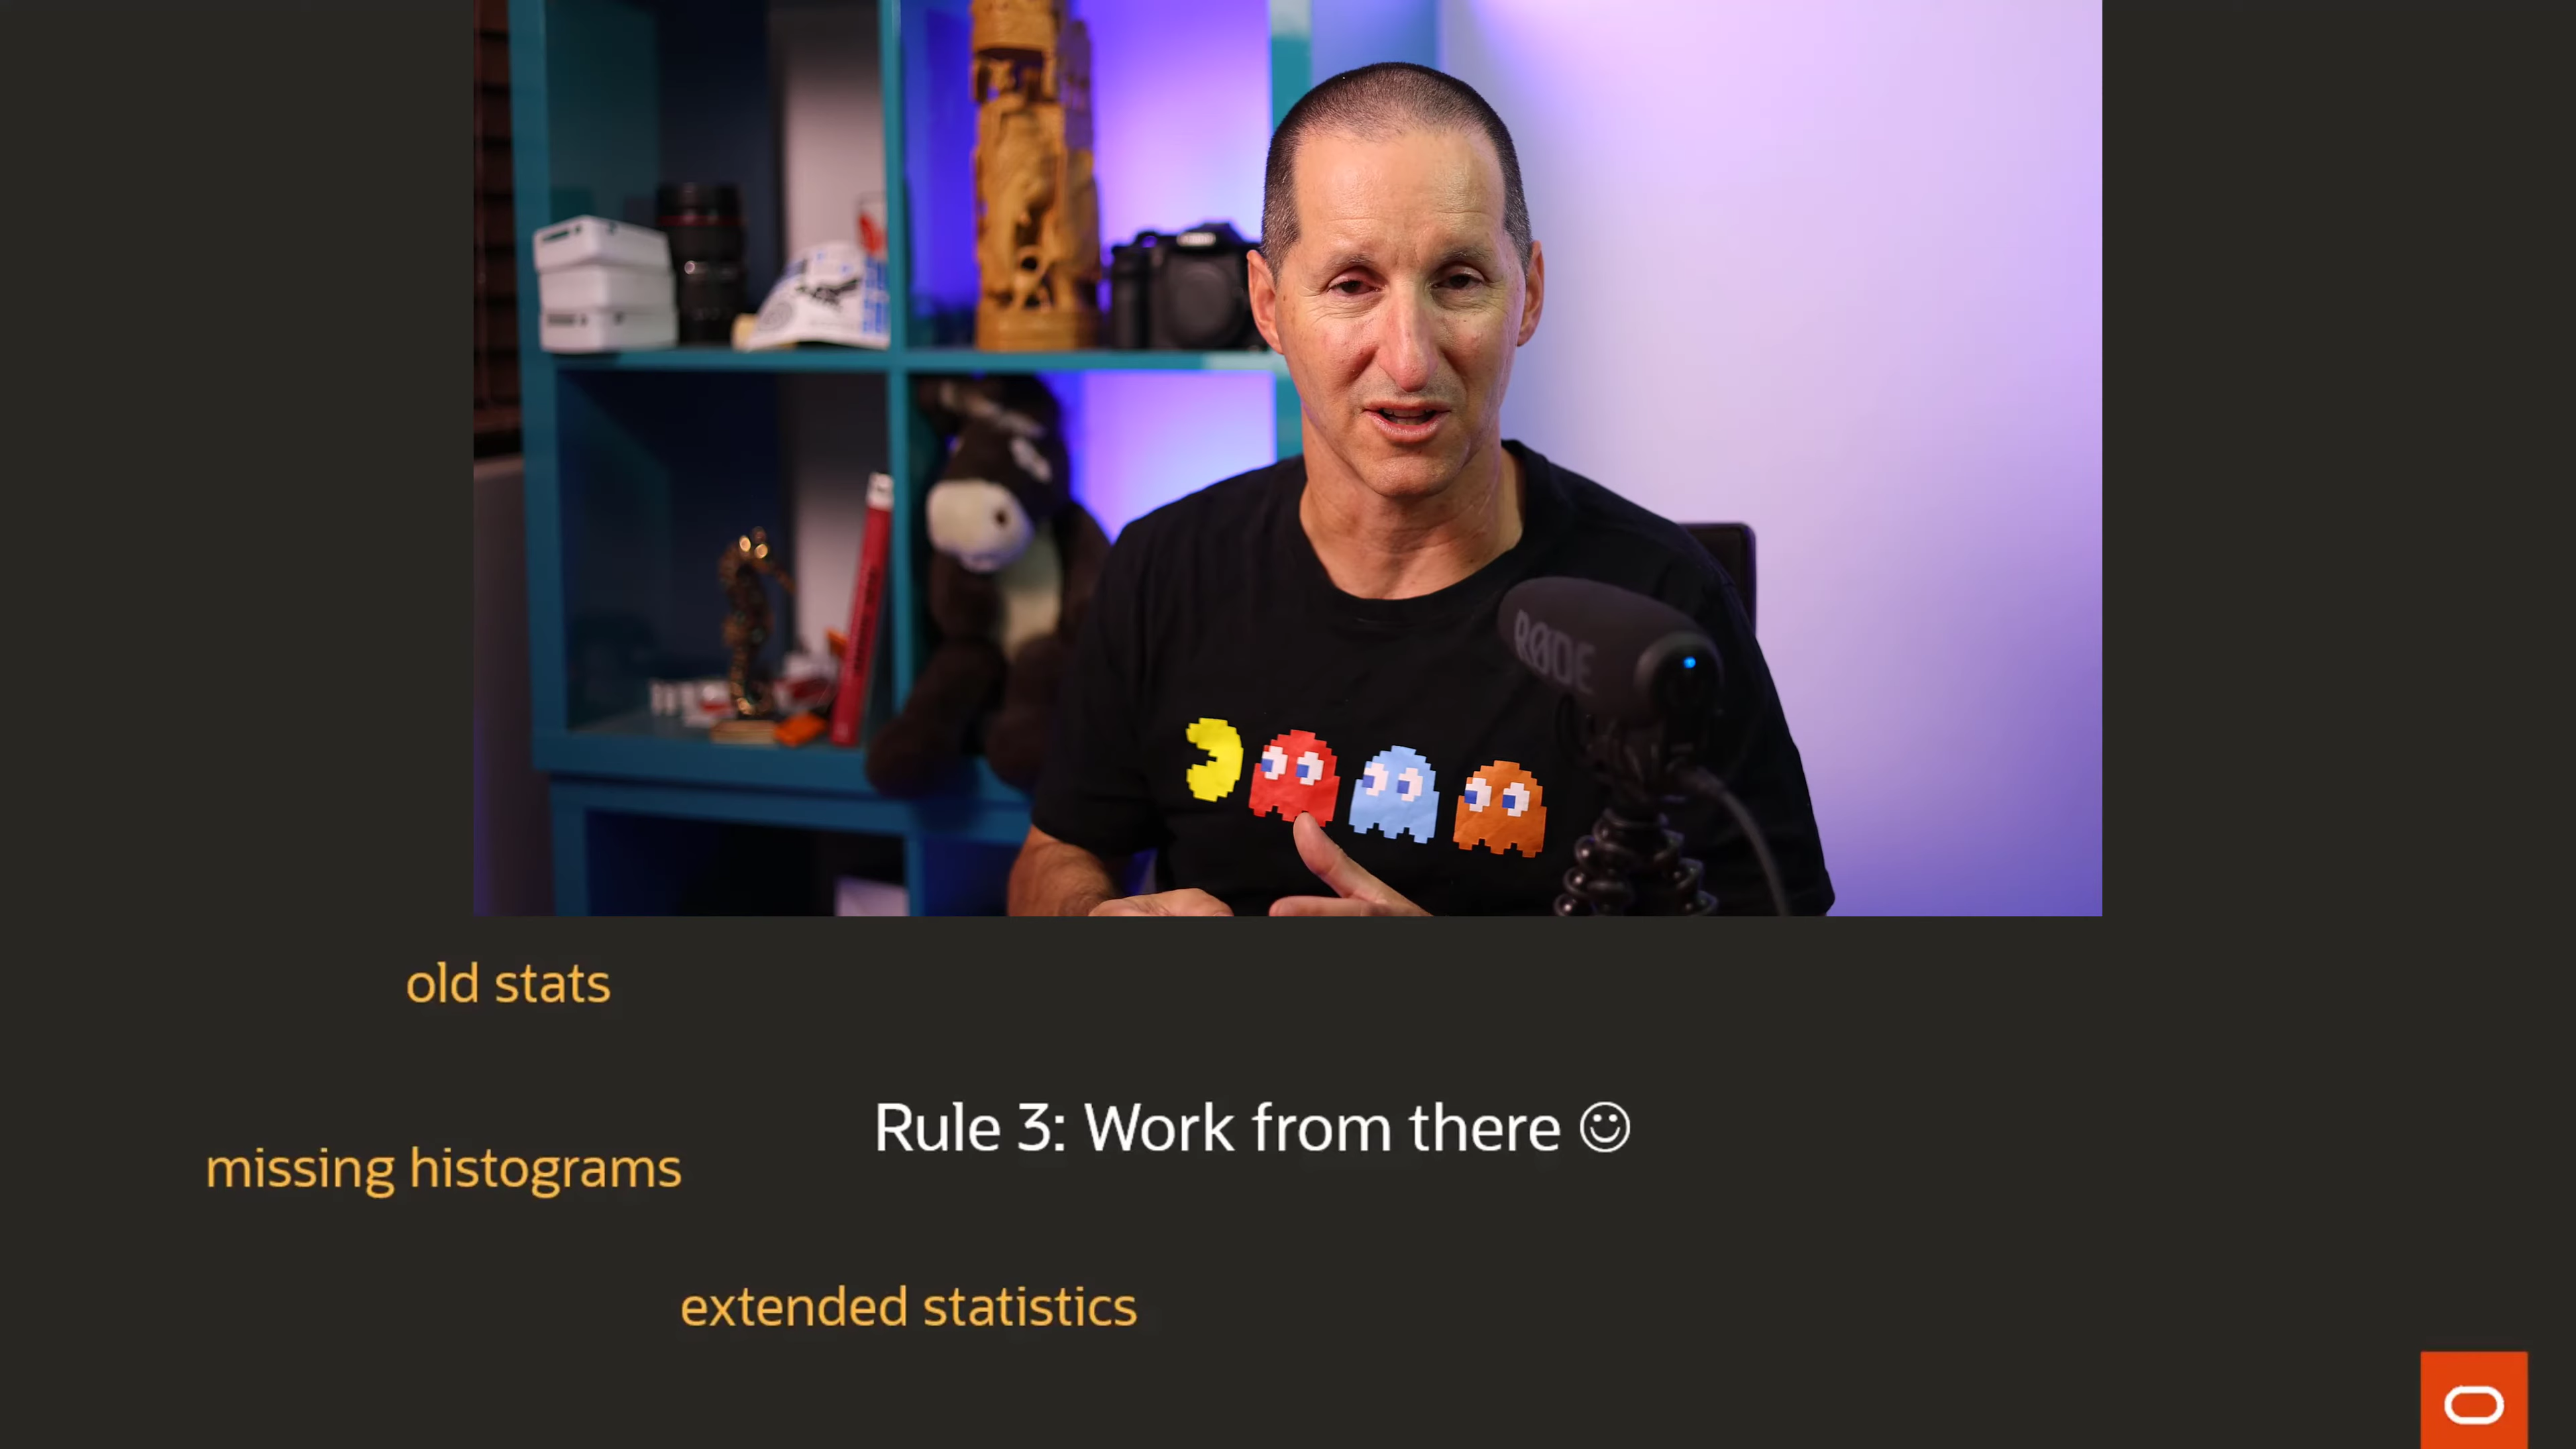 RØDE
old stats
Rule 3: Work from there ☺
missing histograms
extended statistics